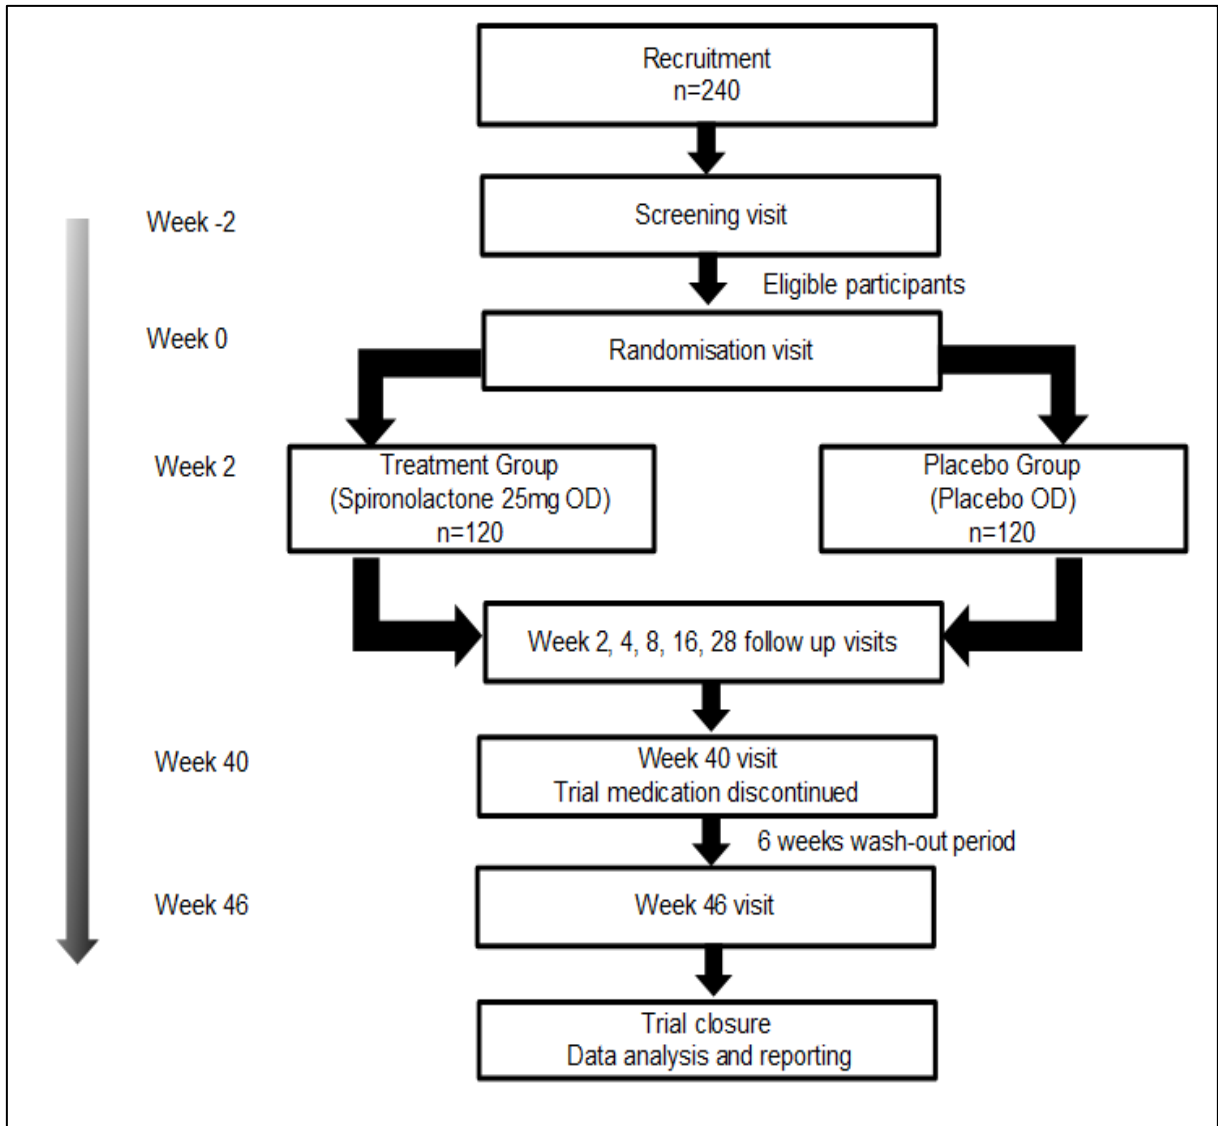 Recruitment
n=240
Week -2
Screening visit
Eligible participants
Week 0
Randomisation visit
Week 2
Treatment Group
(Spironolactone 25mg OD)
n=120
Placebo Group
(Placebo OD)
n=120
Week 2, 4, 8, 16, 28 follow up visits
Week 40
Week 40 visit
Trial medication discontinued
6 weeks wash-out period
Week 46
Week 46 visit
Trial closure
Data analysis and reporting